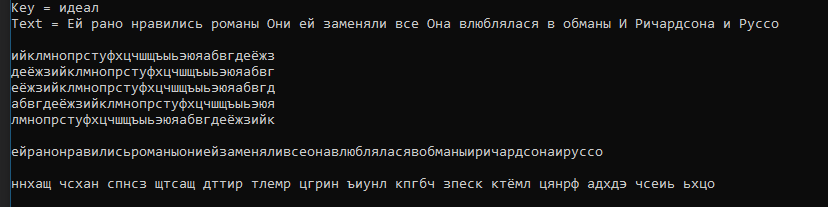 Key = идеал
Text = Ей рано нравились романы Они ей заменяли все Она влюблялася в обманы И Ричардсона и Руссо
ийклмнопрстуфхцчшщъыьэюяабвгдеёжз
деёжзийклмнопрстуфхцчшщъыьэюяабвг
еёжзийклмнопрстуфхцчшщъыьэюяабвгд
абвгдеёжзийклмнопрстуфхцчшщъыьэюя
лмнопрстуфхцчшщъыьэюяабвгдеёжзийк
ейранонравилисьроманыониейзаменяливсеонавлюбляласявобманыиричардсонаируссо
ннхащ чсхан спнсз щтсащ дттир тлемр цгрин ъиунл кпгбч зпеск ктёмл цянрф адхдэ чсеиь ьхцо